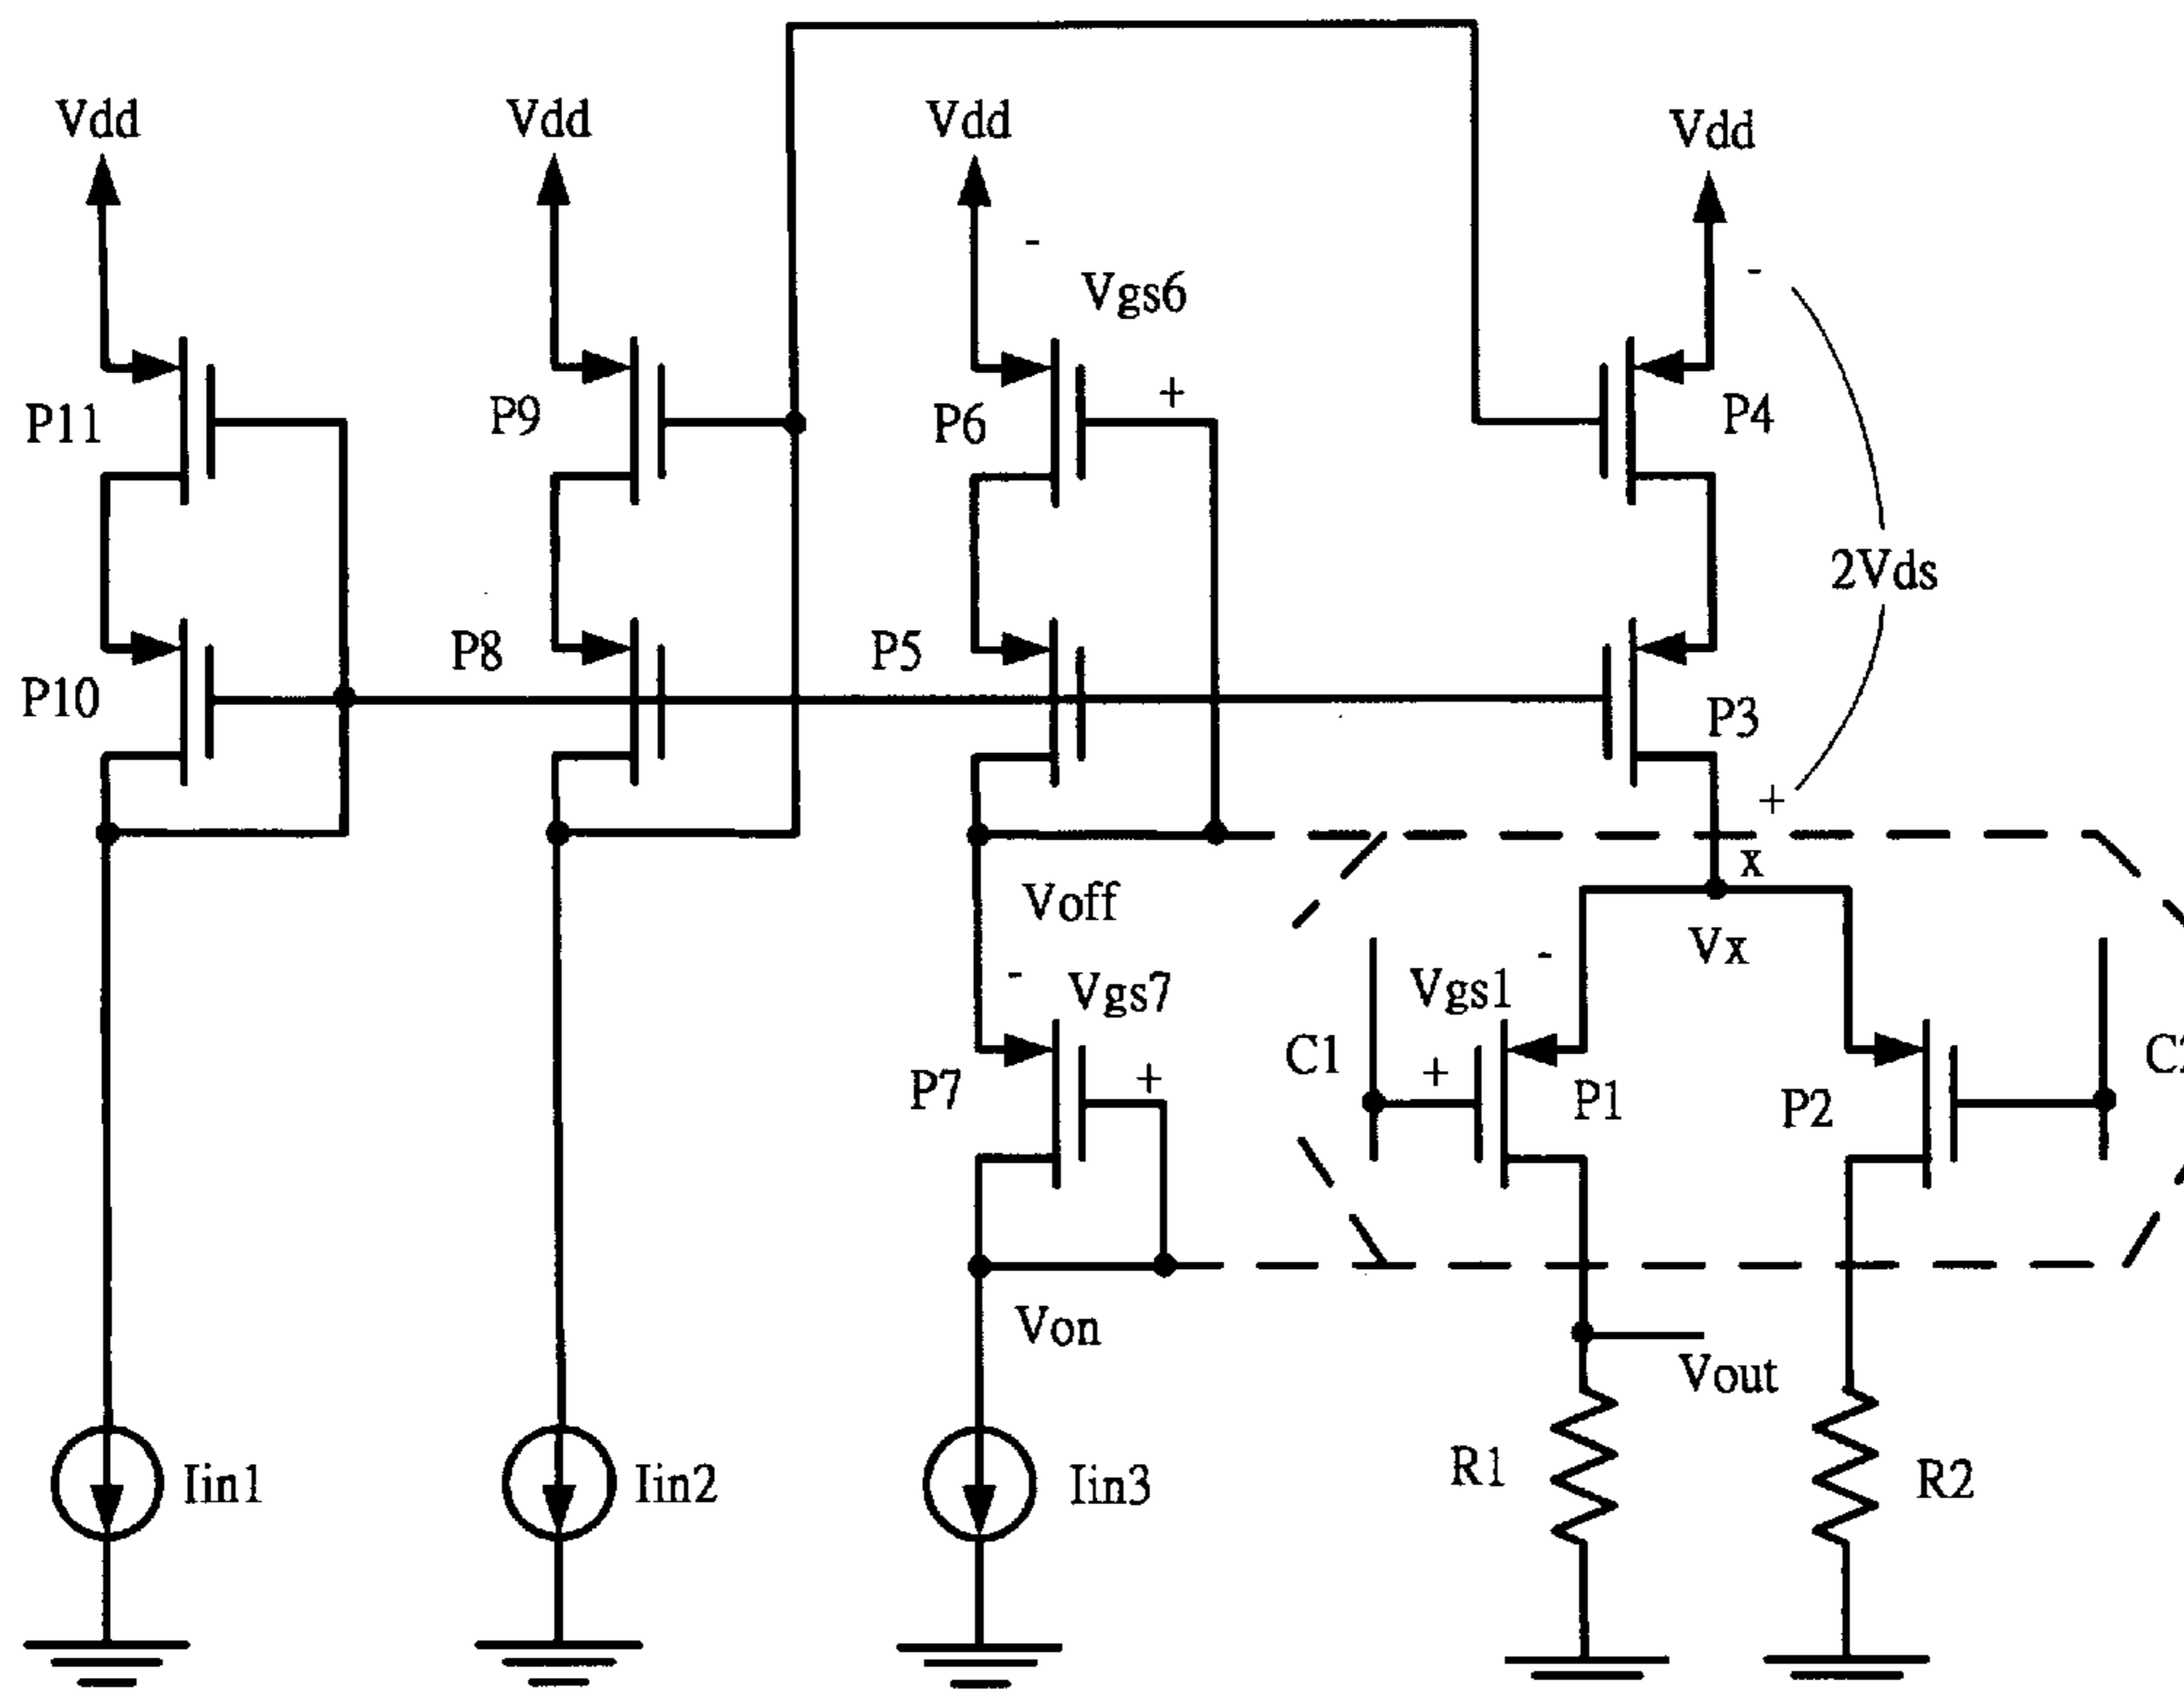 Vdd
Vdd
Vdd
Vdd
-
-
Vgs6
+
P11
P9
P6
P4
2Vds
P10
P8
P5
P3
+
x
Voff
Vx
-
Vgs7
Vgs1
-
C1
P7
+
+
P1
P2
Von
Vout
Iin1
Iin2
Iin3
R1
R2